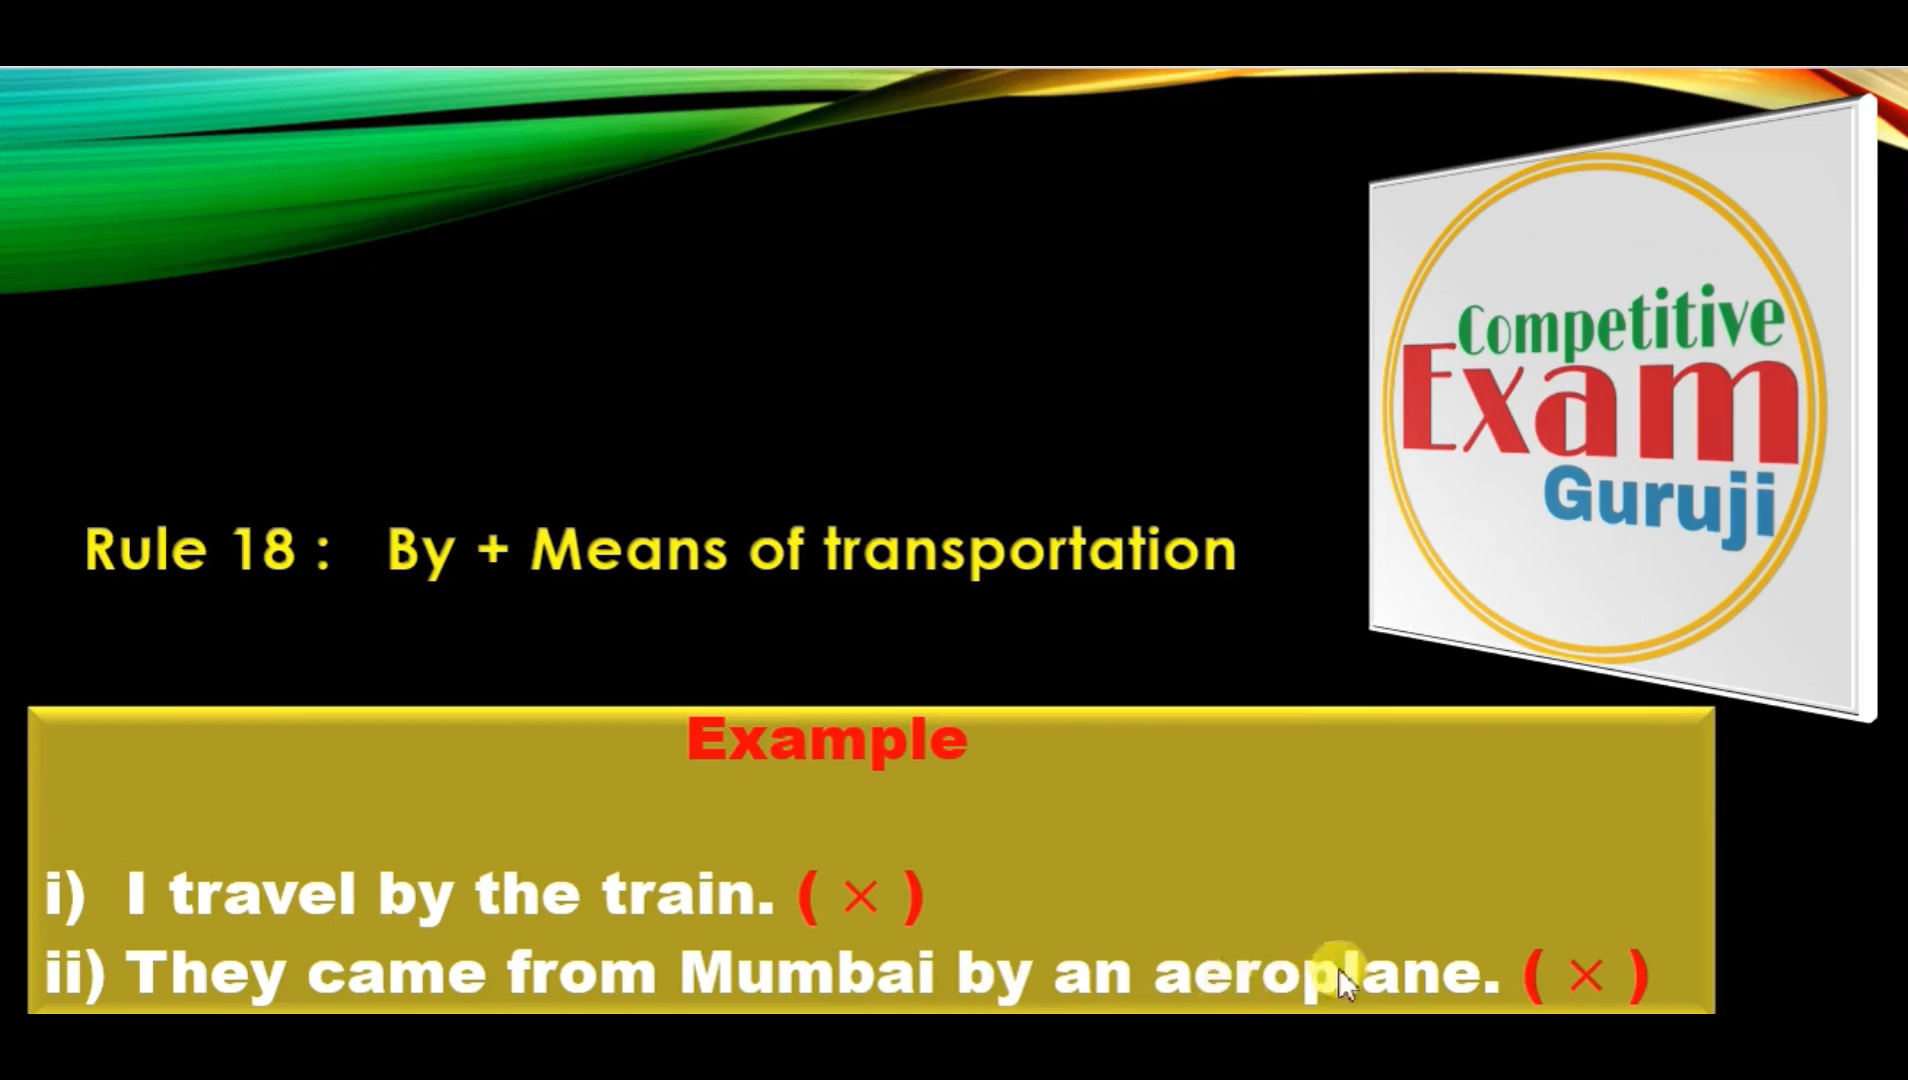 Competitive
Exam
Guruji
Rule 18 : By + Means of transportation
Example
i) I travel by the train. ( × )
ii) They came from Mumbai by an aeroplane. ( × )